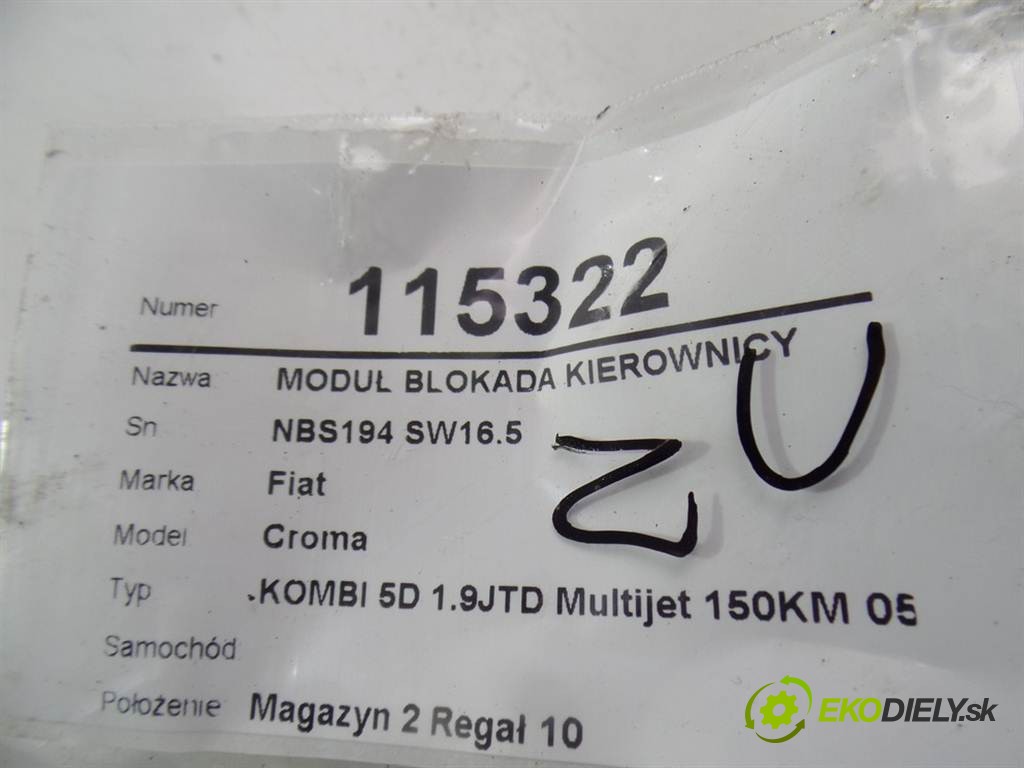 Numer 115322
Nazwa MODUŁ BLOKADA KIEROWNICY
Sn NBS194 SW16.5
Marka Fiat
Model Croma
Typ .KOMBI 5D 1.9JTD Multijet 150KM 05
Samochód
Położenie Magazyn 2 Regał 10
ZU
EKODIELY.sk